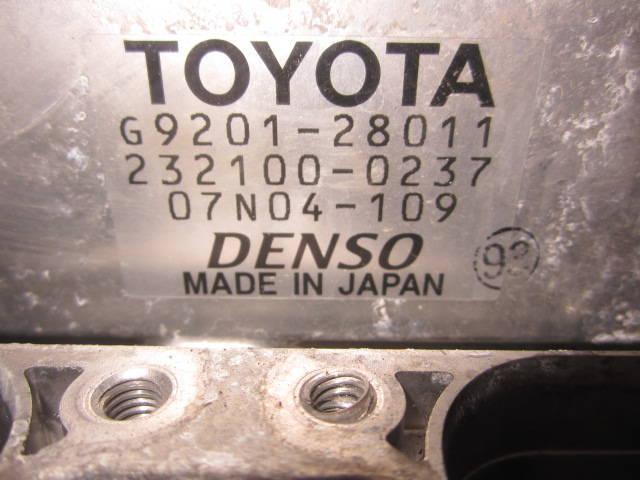 TOYOTA
G9201-28011
232100-0237
07N04-109
DENSO
MADE IN JAPAN